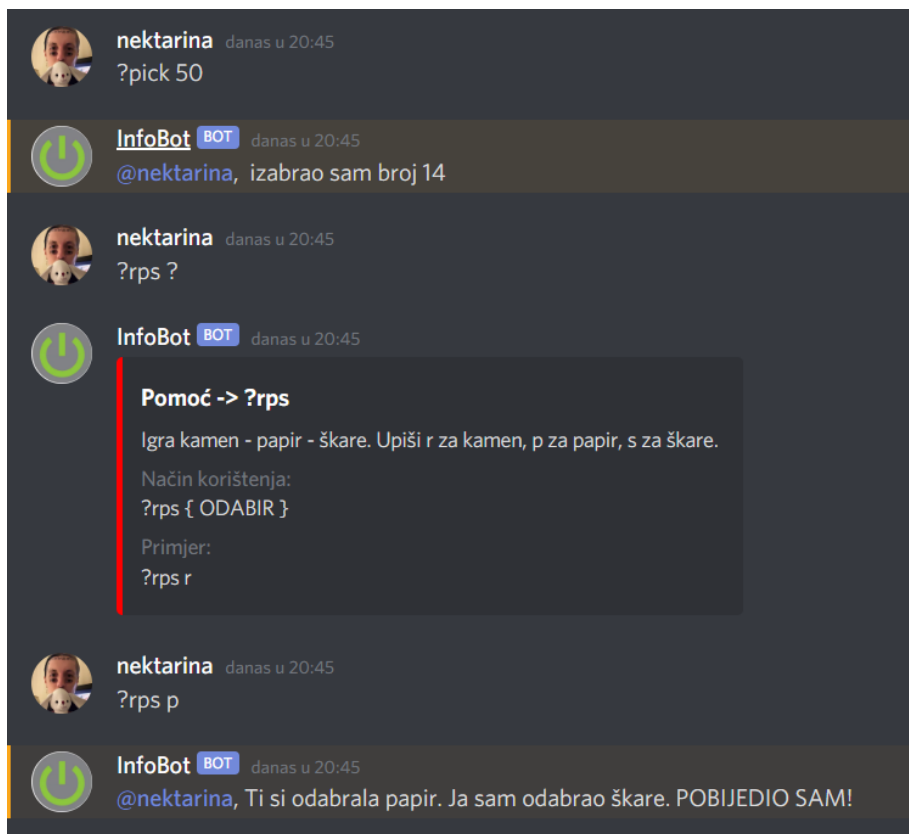 nektarina danas u 20:45
?pick 50
InfoBot BOT danas u 20:45
@nektarina, izabrao sam broj 14
nektarina danas u 20:45
?rps ?
InfoBot BOT danas u 20:45
Pomoć -> ?rps
Igra kamen - papir - škare. Upiši r za kamen, p za papir, s za škare.
Način korištenja:
?rps { ODABIR }
Primjer:
?rps r
nektarina danas u 20:45
?rps p
InfoBot BOT danas u 20:45
@nektarina, Ti si odabrala papir. Ja sam odabrao škare. POBIJEDIO SAM!